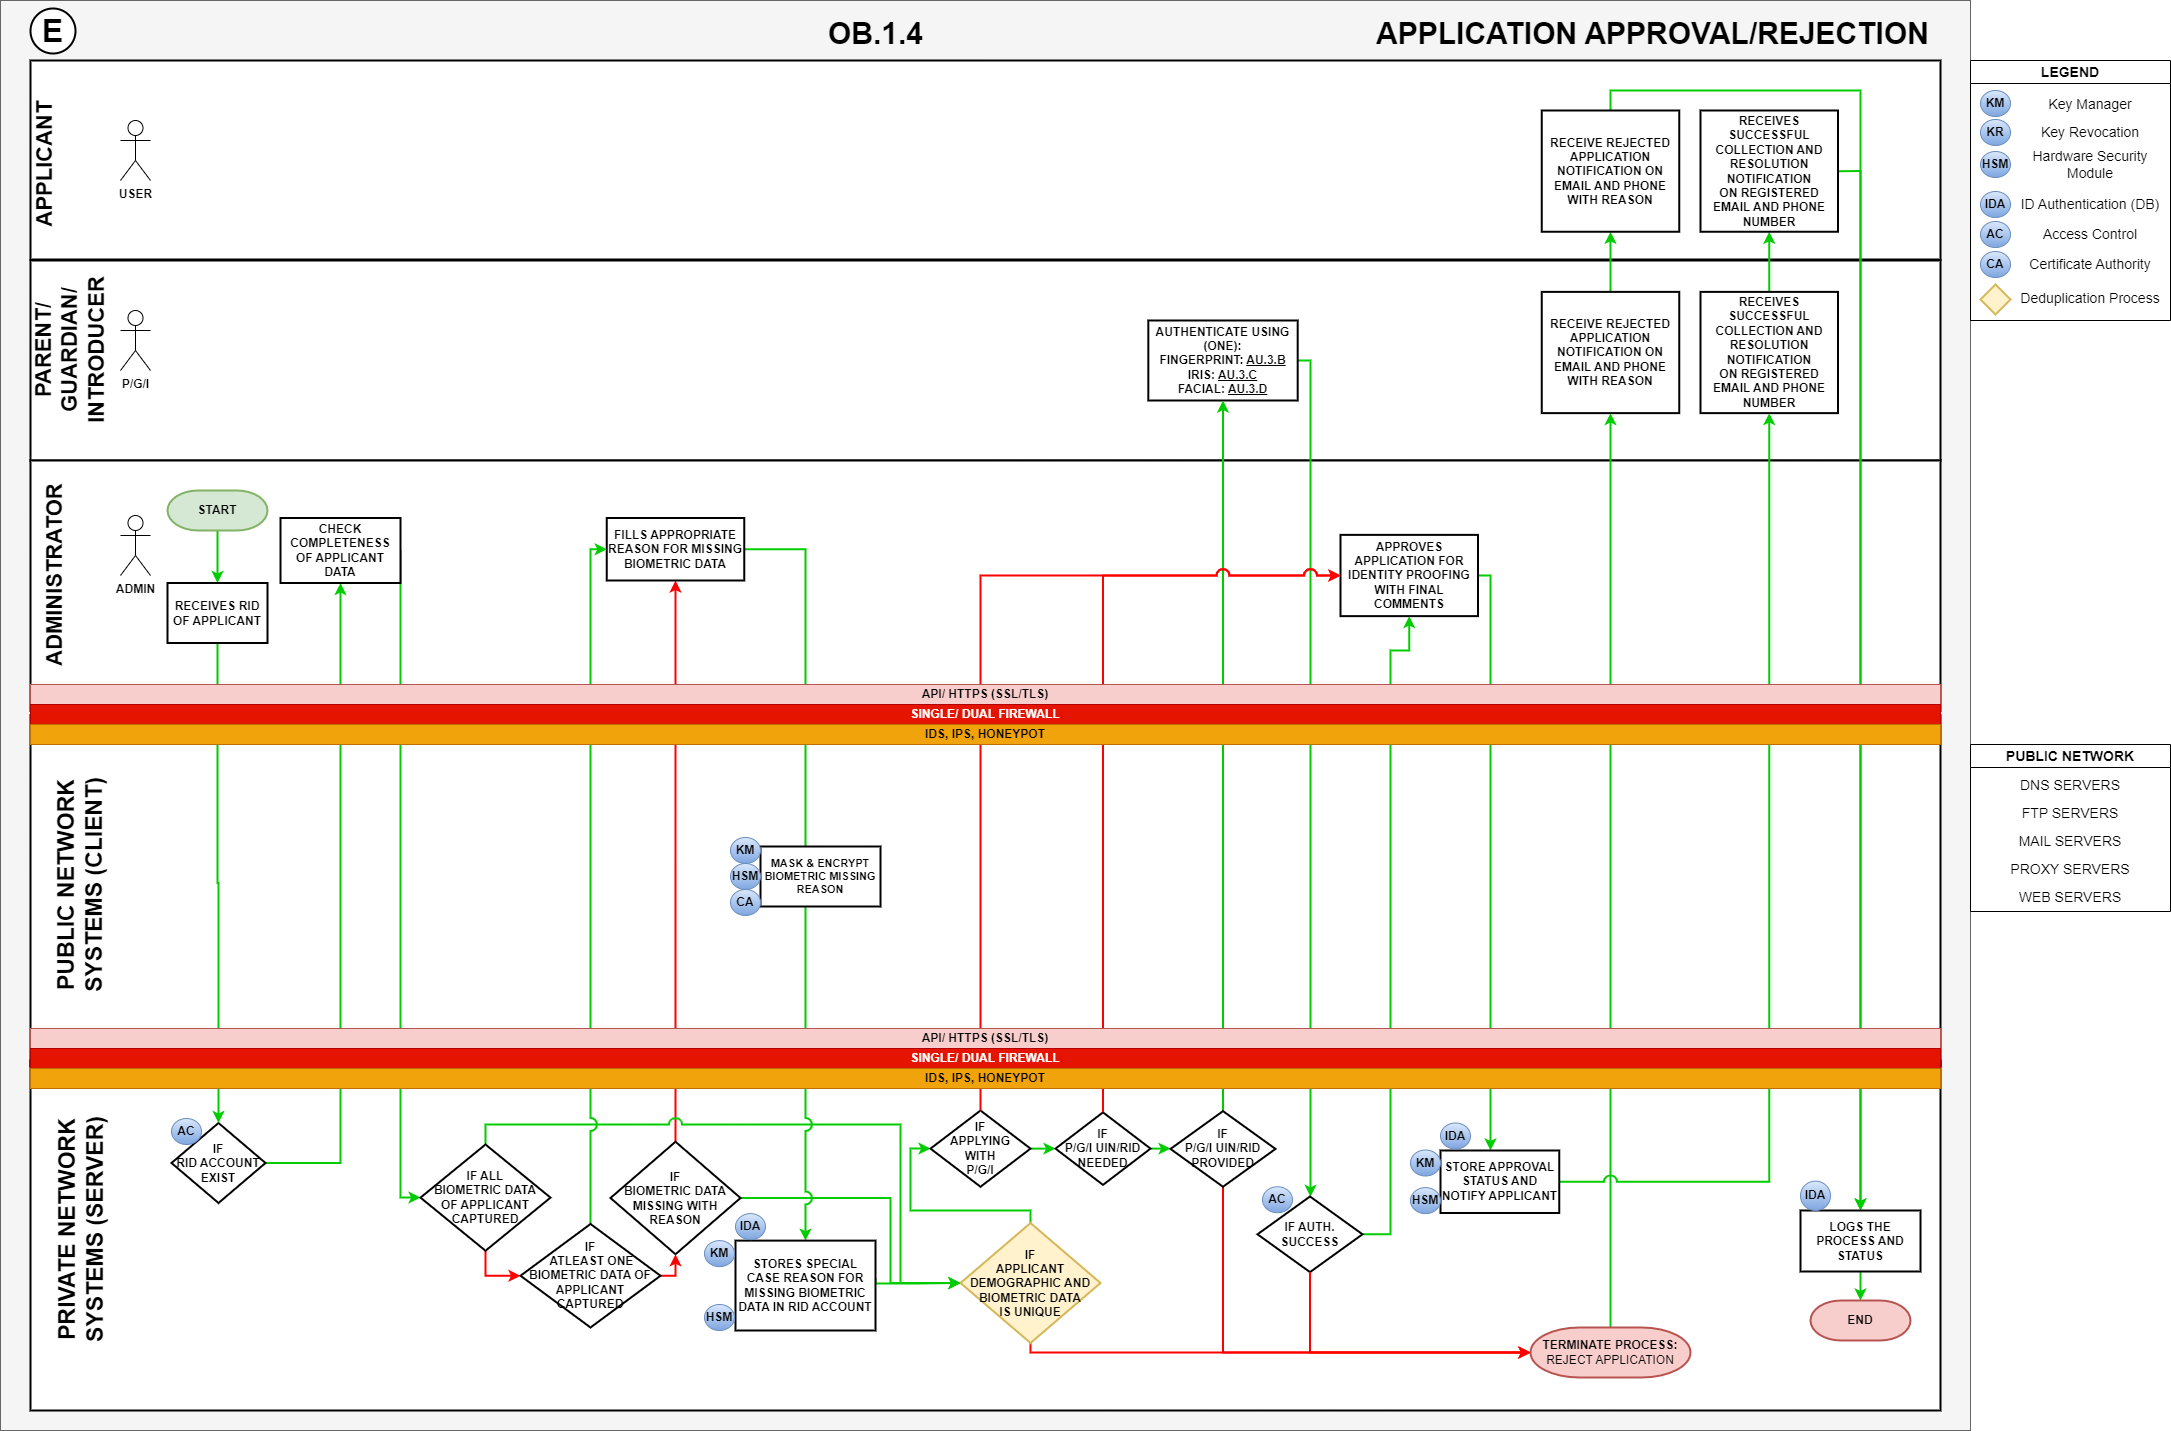 E
OB.1.4
APPLICATION APPROVAL/REJECTION
APPLICANT
USER
RECEIVE REJECTED
APPLICATION
NOTIFICATION ON
EMAIL AND PHONE
WITH REASON
RECEIVES
SUCCESSFUL
COLLECTION AND
RESOLUTION
NOTIFICATION
ON REGISTERED
EMAIL AND PHONE
NUMBER
PARENT/
GUARDIAN/
INTRODUCER
P/G/I
AUTHENTICATE USING
(ONE):
FINGERPRINT: AU.3.B
IRIS: AU.3.C
FACIAL: AU.3.D
RECEIVE REJECTED
APPLICATION
NOTIFICATION ON
EMAIL AND PHONE
WITH REASON
RECEIVES
SUCCESSFUL
COLLECTION AND
RESOLUTION
NOTIFICATION
ON REGISTERED
EMAIL AND PHONE
NUMBER
ADMINISTRATOR
ADMIN
START
RECEIVES RID
OF APPLICANT
CHECK
COMPLETENESS
OF APPLICANT
DATA
FILLS APPROPRIATE
REASON FOR MISSING
BIOMETRIC DATA
APPROVES
APPLICATION FOR
IDENTITY PROOFING
WITH FINAL
COMMENTS
API/ HTTPS (SSL/TLS)
SINGLE/ DUAL FIREWALL
IDS, IPS, HONEYPOT
PUBLIC NETWORK
SYSTEMS (CLIENT)
KM
HSM
CA
MASK & ENCRYPT
BIOMETRIC MISSING
REASON
API/ HTTPS (SSL/TLS)
SINGLE/ DUAL FIREWALL
IDS, IPS, HONEYPOT
PRIVATE NETWORK
SYSTEMS (SERVER)
AC
IF
RID ACCOUNT
EXIST
IF ALL
BIOMETRIC DATA
OF APPLICANT
CAPTURED
IF
ATLEAST ONE
BIOMETRIC DATA OF
APPLICANT
CAPTURED
IF
BIOMETRIC DATA
MISSING WITH
REASON
IDA
KM
HSM
STORES SPECIAL
CASE REASON FOR
MISSING BIOMETRIC
DATA IN RID ACCOUNT
IF
APPLICANT
DEMOGRAPHIC AND
BIOMETRIC DATA
IS UNIQUE
IF
APPLYING
WITH
P/G/I
IF
P/G/I UIN/RID
NEEDED
IF
P/G/I UIN/RID
PROVIDED
AC
IF AUTH.
SUCCESS
IDA
KM
HSM
STORE APPROVAL
STATUS AND
NOTIFY APPLICANT
TERMINATE PROCESS:
REJECT APPLICATION
IDA
LOGS THE
PROCESS AND
STATUS
END
LEGEND
KM
Key Manager
KR
Key Revocation
HSM
Hardware Security
Module
IDA
ID Authentication (DB)
AC
Access Control
CA
Certificate Authority
Deduplication Process
PUBLIC NETWORK
DNS SERVERS
FTP SERVERS
MAIL SERVERS
PROXY SERVERS
WEB SERVERS